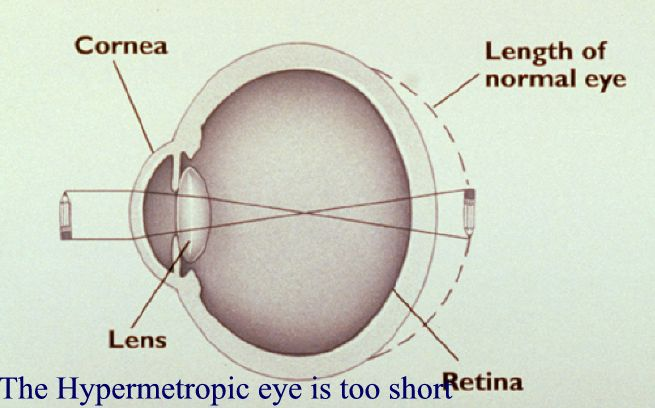 Cornea
Length of
normal eye
Lens
Retina
The Hypermetropic eye is too short